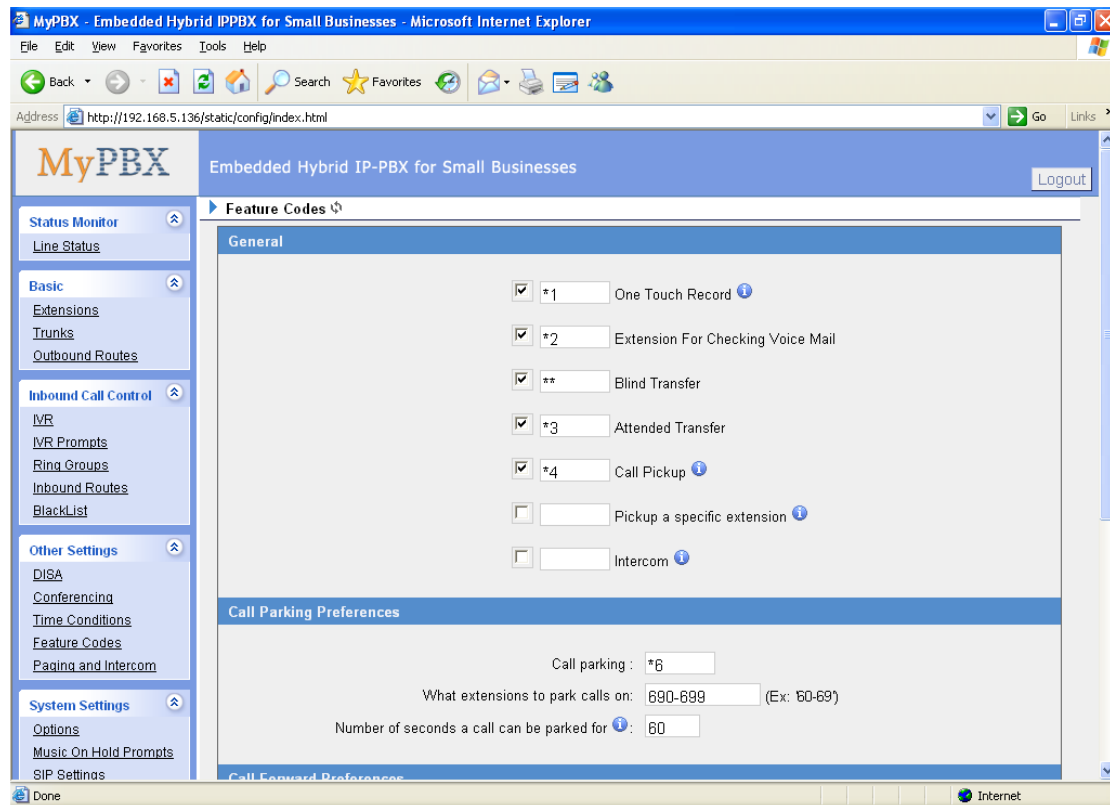 MyPBX - Embedded Hybrid IPPBX for Small Businesses - Microsoft Internet Explorer
File Edit View Favorites Tools Help
Back Search Favorites
Address http://192.168.5.136/static/config/index.html Go Links
MyPBX
Embedded Hybrid IP-PBX for Small Businesses
Logout
Status Monitor
Line Status
Basic
Extensions
Trunks
Outbound Routes
Inbound Call Control
IVR
IVR Prompts
Ring Groups
Inbound Routes
BlackList
Other Settings
DISA
Conferencing
Time Conditions
Feature Codes
Paging and Intercom
System Settings
Options
Music On Hold Prompts
SIP Settings
Feature Codes
General
*1 One Touch Record
*2 Extension For Checking Voice Mail
** Blind Transfer
*3 Attended Transfer
*4 Call Pickup
Pickup a specific extension
Intercom
Call Parking Preferences
Call parking : *6
What extensions to park calls on: 690-699 (Ex: '60-69')
Number of seconds a call can be parked for : 60
Call Forward Preferences
Done Internet